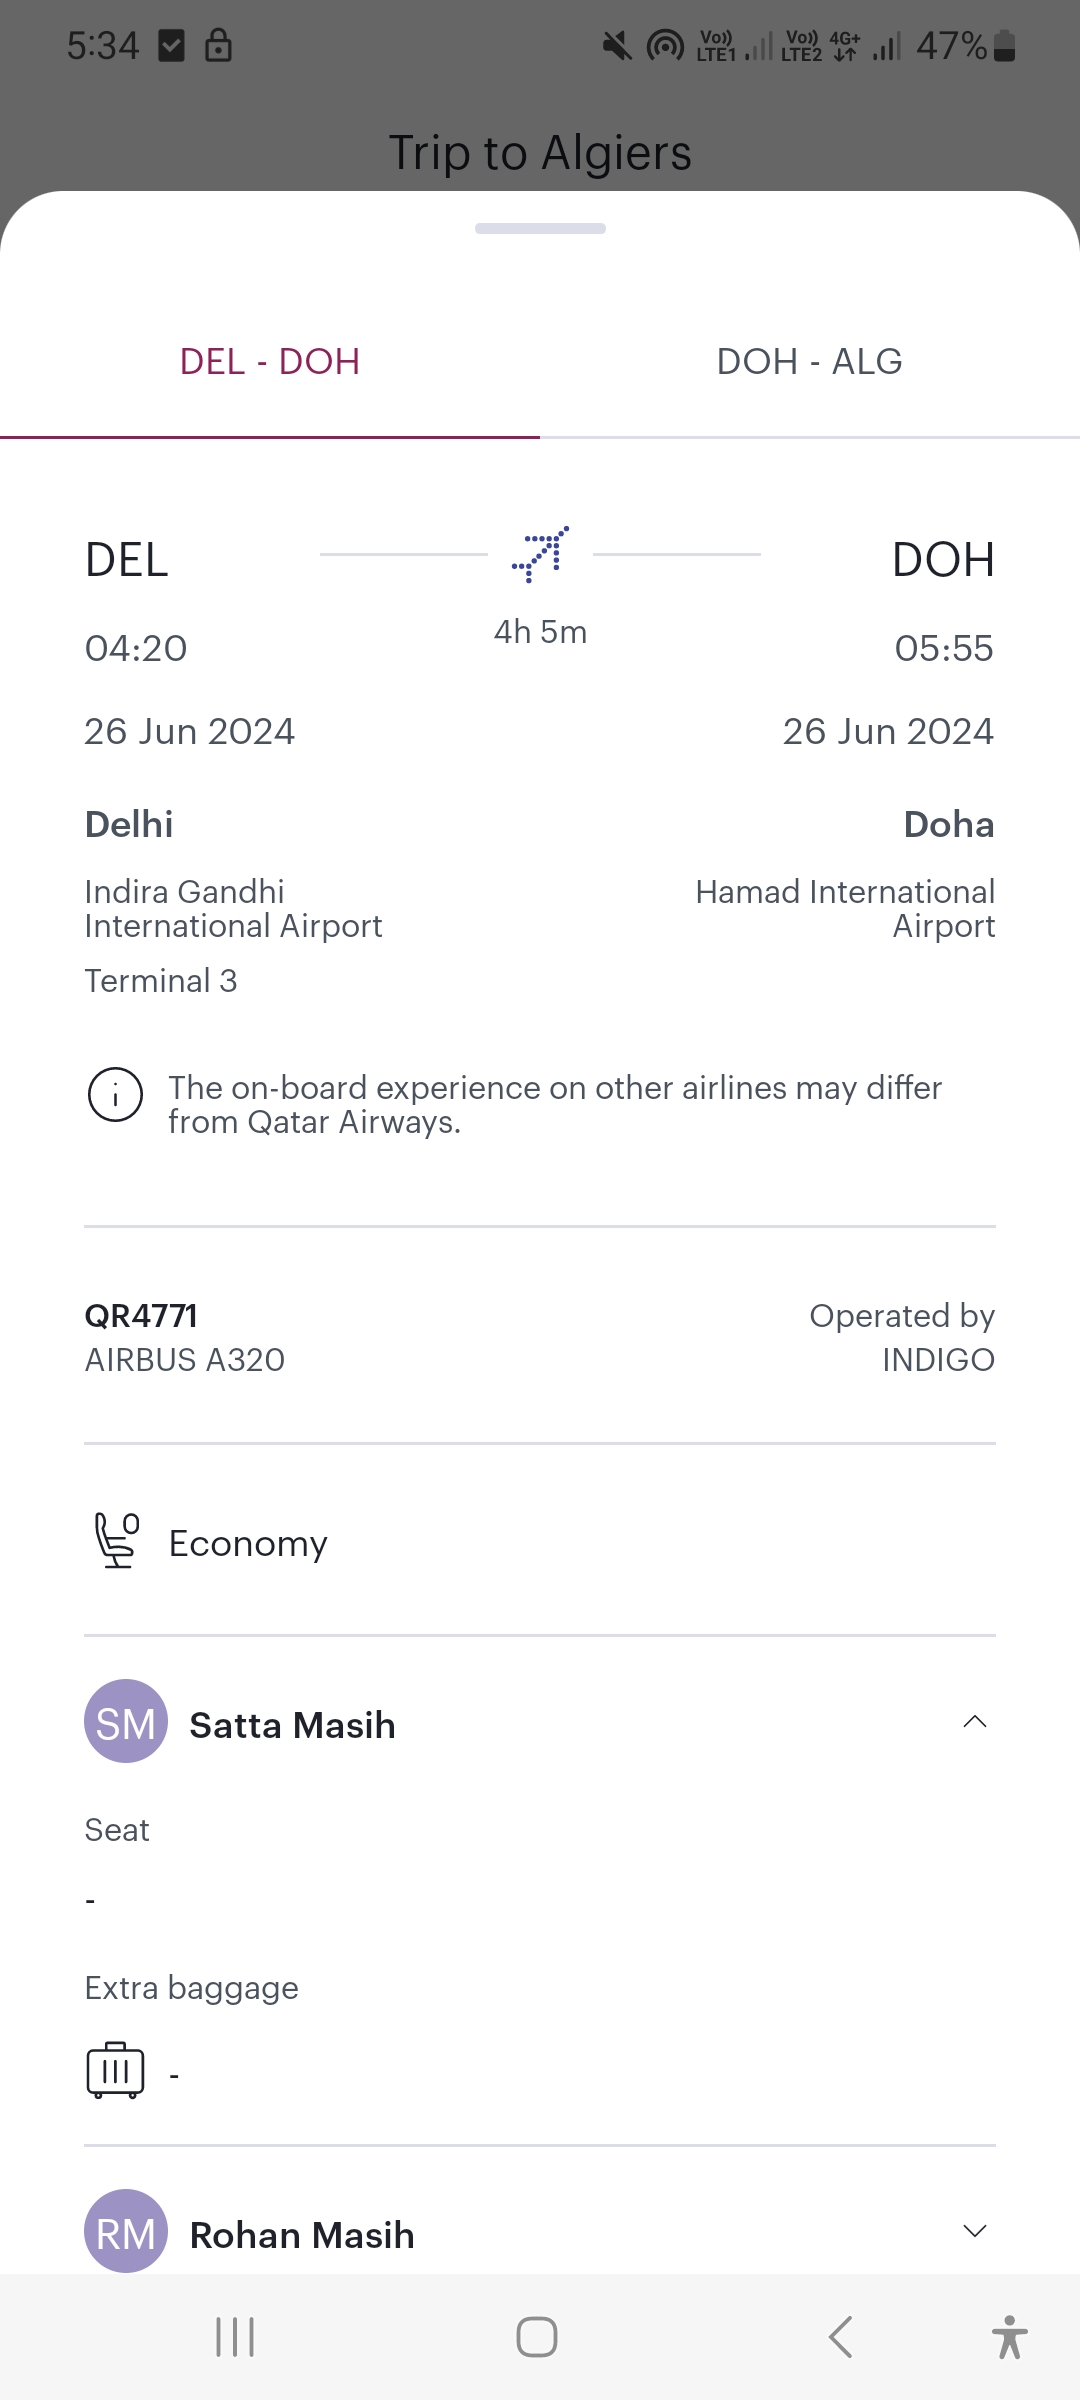 5:34
Vo)) LTE1 Vo)) LTE2 4G+ 47%
Trip to Algiers
DEL - DOH DOH - ALG
DEL DOH
4h 5m
04:20 05:55
26 Jun 2024 26 Jun 2024
Delhi Doha
Indira Gandhi Hamad International
International Airport Airport
Terminal 3
The on-board experience on other airlines may differ
from Qatar Airways.
QR4771 Operated by
AIRBUS A320 INDIGO
Economy
SM Satta Masih
Seat
-
Extra baggage
-
RM Rohan Masih